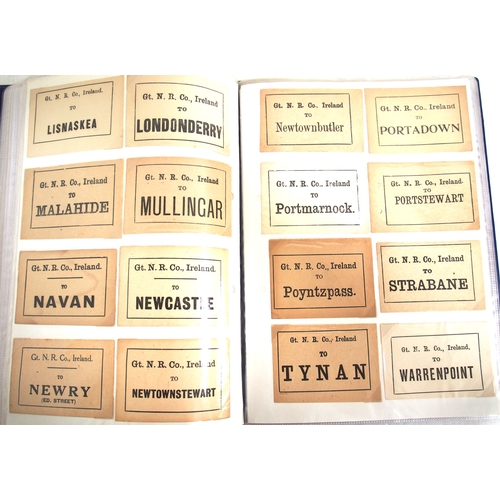 Gt. N. R. Co., Ireland.
TO
LISNASKEA
Gt. N. R. Co., Ireland
TO
LONDONDERRY
Gt. N. R. Co., Ireland
TO
MALAHIDE
Gt. N. R. Co., Ireland
TO
MULLINGAR
Gt. N. R. Co., Ireland.
TO
NAVAN
Gt. N. R. Co., Ireland.
TO
NEWCASTLE
Gt. N. R. Co., Ireland.
TO
NEWRY
(ED. STREET)
Gt. N. R. Co., Ireland.
TO
NEWTOWNSTEWART
Gt. N. R. Co., Ireland
TO
Newtownbutler
Gt. N. R. Co., Ireland
TO
PORTADOWN
Gt. N. R. Co., Ireland
TO
Portmarnock.
Gt. N. R. Co., Ireland
TO
PORTSTEWART
Gt. N. R. Co., Ireland.
TO
Poyntzpass.
Gt. N. R. Co., Ireland.
TO
STRABANE
Gt. N. R. Co., Ireland
TO
TYNAN
Gt. N. R. Co., Ireland.
TO
WARRENPOINT